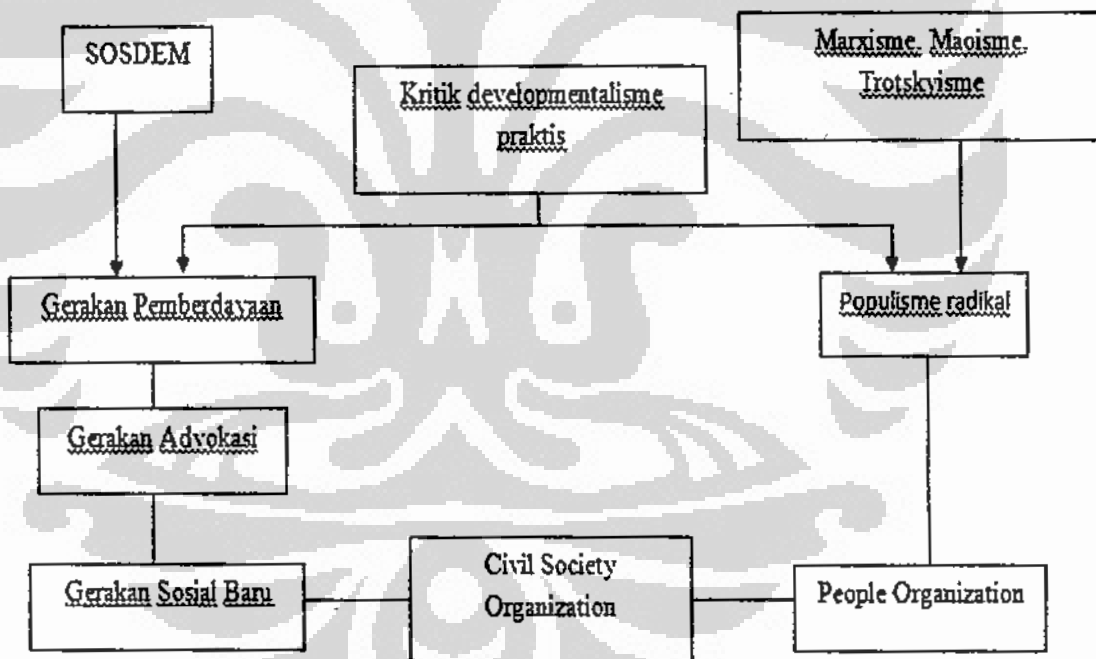 SOSDEM
Kritik developmentalisme
praktis
Marxisme. Maoisme.
Trotskyisme
Gerakan Pemberdayaan
Populisme radikal
Gerakan Advokasi
Gerakan Sosial Baru
Civil Society
Organization
People Organization